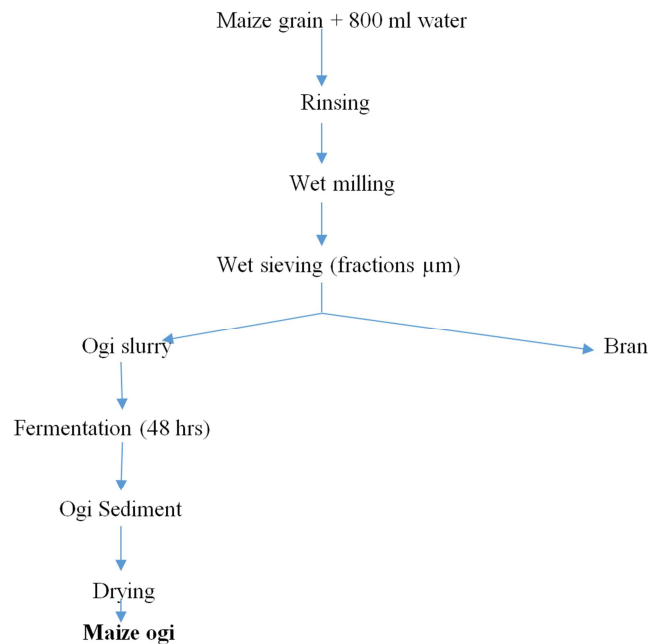 Maize grain + 800 ml water
Rinsing
Wet milling
Wet sieving (fractions µm)
Ogi slurry
Bran
Fermentation (48 hrs)
Ogi Sediment
Drying
Maize ogi